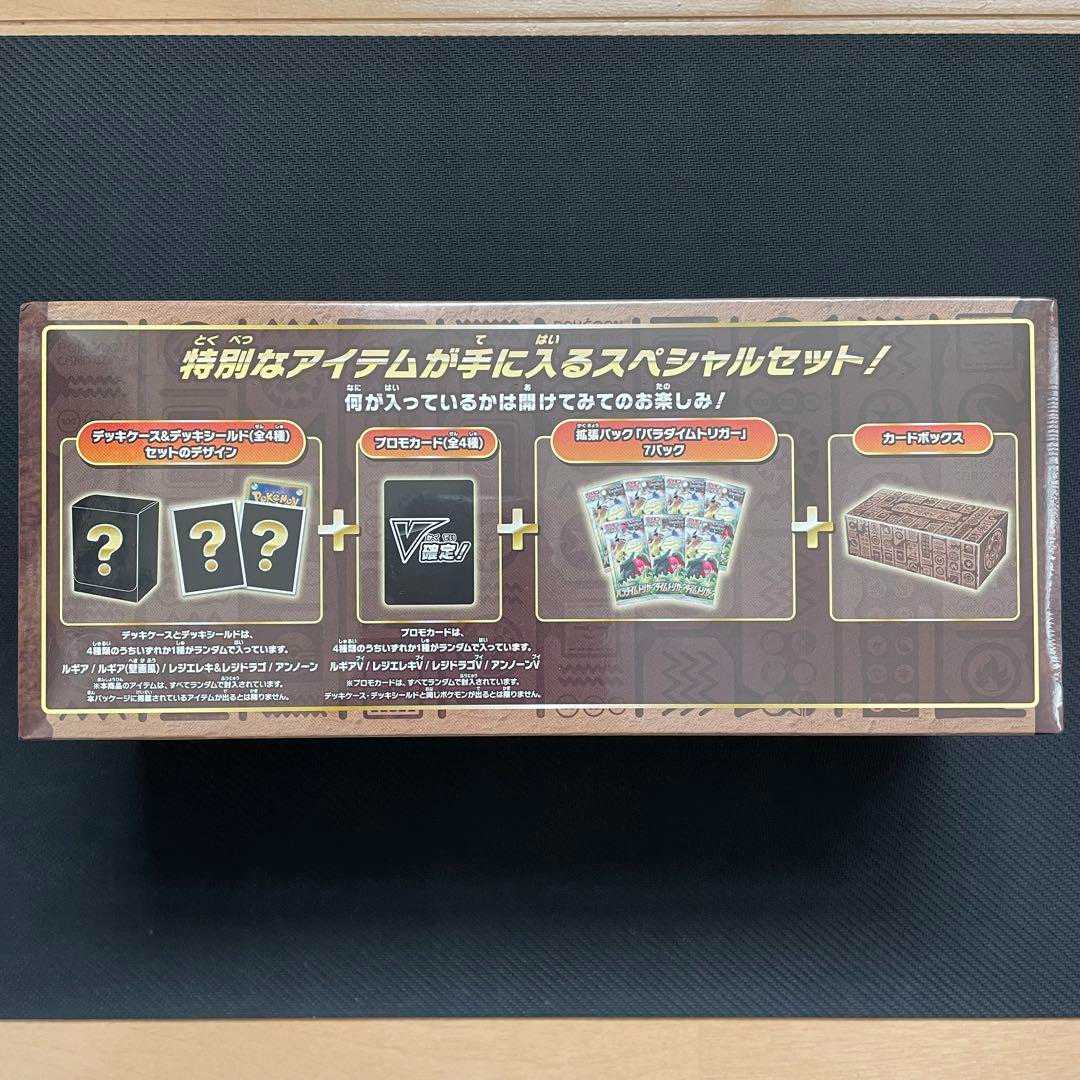 特別なアイテムが手に入るスペシャルセット!
何が入っているかは開けてみてのお楽しみ!
デッキケース&デッキシールド(全4種)
セットのデザイン
?
Pokémon
? ?
デッキケースとデッキシールドは、
4種類のうちいずれか1種がランダムで入っています。
ルギア / ルギア(壁画風) / レジエレキ&レジドラゴ / アンノーン
※本商品のアイテムは、すべてランダムで封入されています。
本パッケージに掲載されているアイテムが出るとは限りません。
プロモカード(全4種)
V確定!!
プロモカードは、
4種類のうちいずれか1種がランダムで入っています。
ルギアV / レジエレキV / レジドラゴV / アンノーンV
※プロモカードは、すべてランダムで封入されています。
デッキケース・デッキシールドと同じポケモンが出るとは限りません。
拡張パック「パラダイムトリガー」
7パック
カードボックス